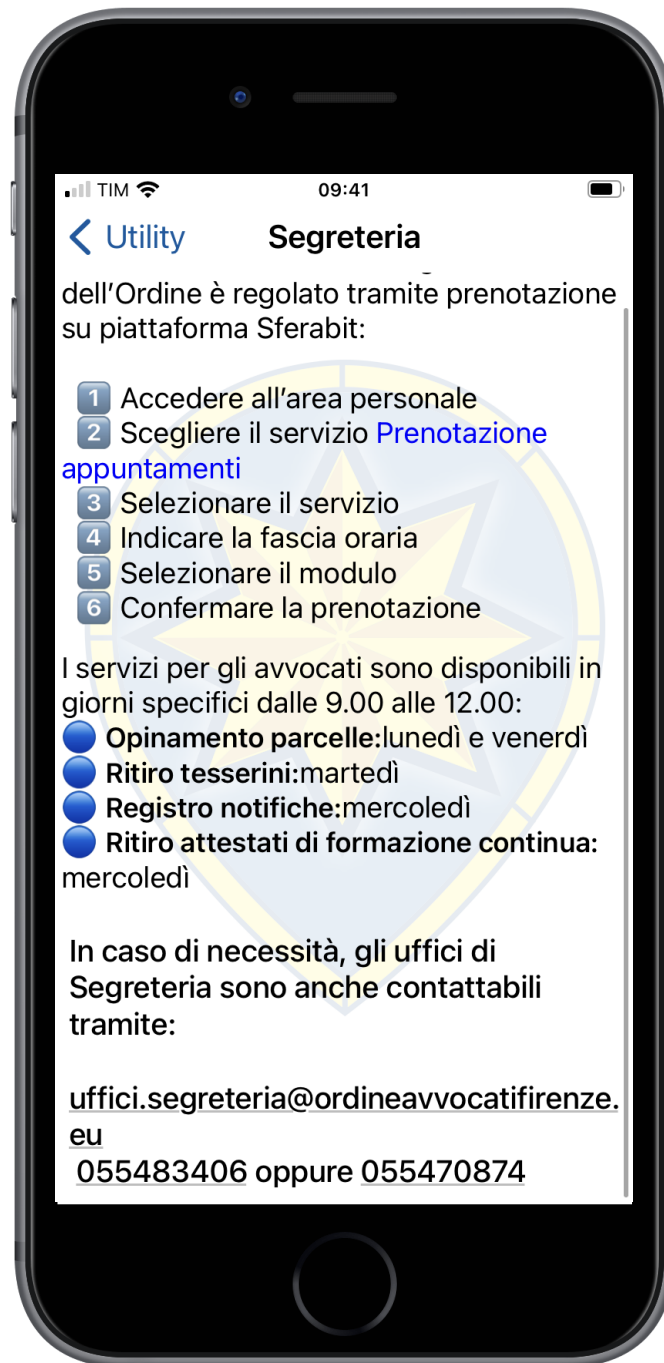 TIM 09:41
Utility Segreteria
dell'Ordine è regolato tramite prenotazione
su piattaforma Sferabit:
1 Accedere all'area personale
2 Scegliere il servizio Prenotazione
appuntamenti
3 Selezionare il servizio
4 Indicare la fascia oraria
5 Selezionare il modulo
6 Confermare la prenotazione
I servizi per gli avvocati sono disponibili in
giorni specifici dalle 9.00 alle 12.00:
Opinamento parcelle:lunedì e venerdì
Ritiro tesserini:martedì
Registro notifiche:mercoledì
Ritiro attestati di formazione continua:
mercoledì
In caso di necessità, gli uffici di
Segreteria sono anche contattabili
tramite:
uffici.segreteria@ordineavvocatifirenze.
eu
055483406 oppure 055470874